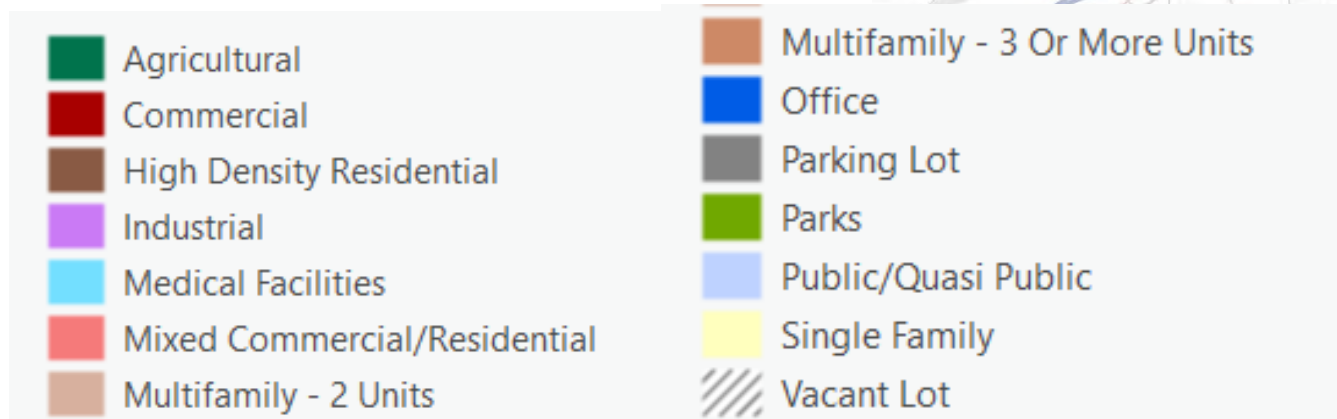 Agricultural
Commercial
High Density Residential
Industrial
Medical Facilities
Mixed Commercial/Residential
Multifamily - 2 Units
Multifamily - 3 Or More Units
Office
Parking Lot
Parks
Public/Quasi Public
Single Family
Vacant Lot